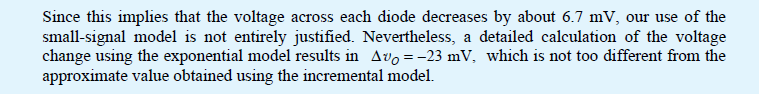 Since this implies that the voltage across each diode decreases by about 6.7 mV, our use of the
small-signal model is not entirely justified. Nevertheless, a detailed calculation of the voltage
change using the exponential model results in Δv_O = −23 mV, which is not too different from the
approximate value obtained using the incremental model.